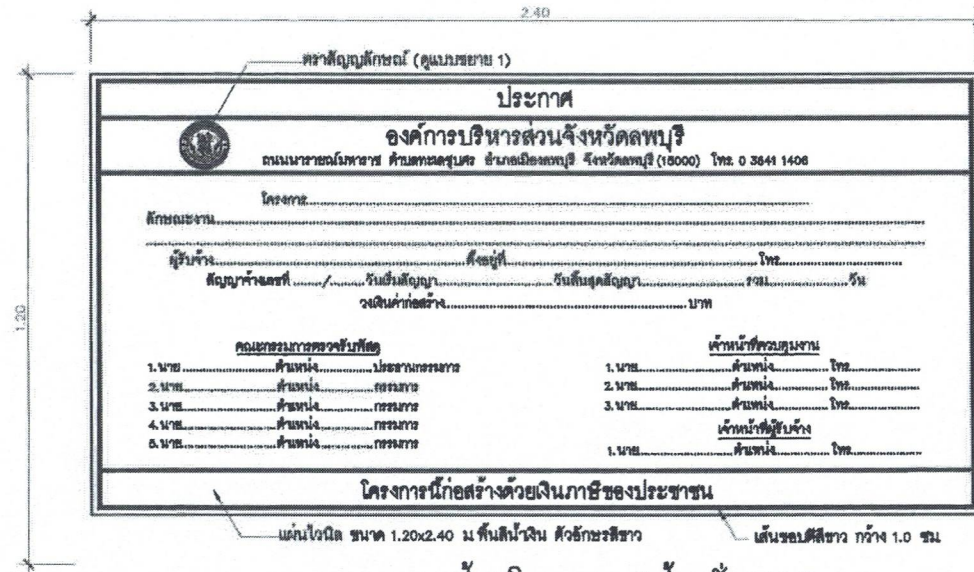 2.40
ตราสัญญลักษณ์ (ดูแบบขยาย 1)
ประกาศ
องค์การบริหารส่วนจังหวัดลพบุรี
ถนนนารายณ์มหาราช ตำบลทะเลชุบศร อำเภอเมืองลพบุรี จังหวัดลพบุรี (15000) โทร. 0 3641 1406
โครงการ
ลักษณะงาน
ผู้รับจ้าง ตั้งอยู่ที่ โทร
สัญญาจ้างเลขที่ / วันเริ่มสัญญา วันสิ้นสุดสัญญา รวม วัน
วงเงินค่าก่อสร้าง บาท
1.20
คณะกรรมการตรวจรับพัสดุ
1.นาย ตำแหน่ง ประธานกรรมการ
2.นาย ตำแหน่ง กรรมการ
3.นาย ตำแหน่ง กรรมการ
4.นาย ตำแหน่ง กรรมการ
5.นาย ตำแหน่ง กรรมการ
เจ้าหน้าที่ควบคุมงาน
1.นาย ตำแหน่ง โทร
2.นาย ตำแหน่ง โทร
3.นาย ตำแหน่ง โทร
เจ้าหน้าที่ผู้รับจ้าง
1.นาย ตำแหน่ง โทร
โครงการนี้ก่อสร้างด้วยเงินภาษีของประชาชน
แผ่นไวนิล ขนาด 1.20x2.40 ม พื้นสีน้ำเงิน ตัวอักษรสีขาว
เส้นขอบตีสีขาว กว้าง 1.0 ซม